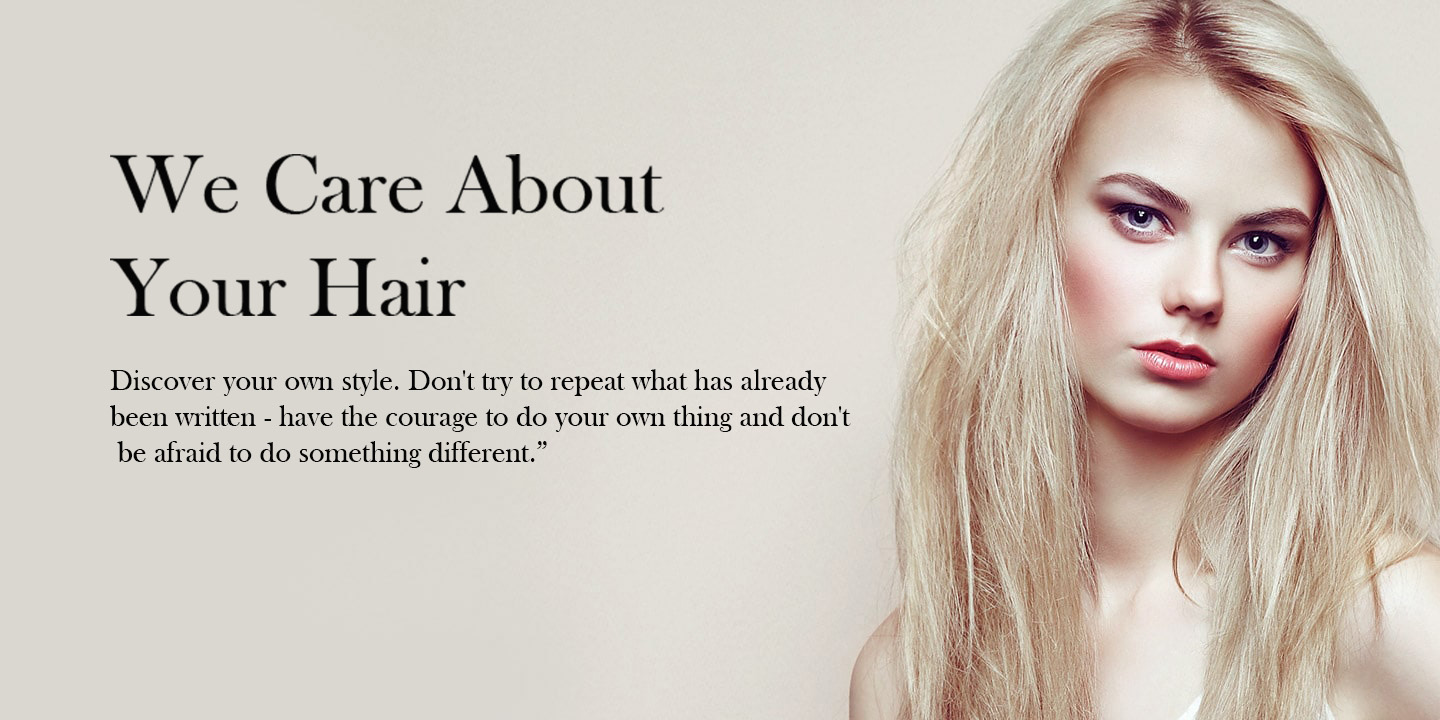 We Care About
Your Hair
Discover your own style. Don't try to repeat what has already
been written - have the courage to do your own thing and don't
be afraid to do something different.”